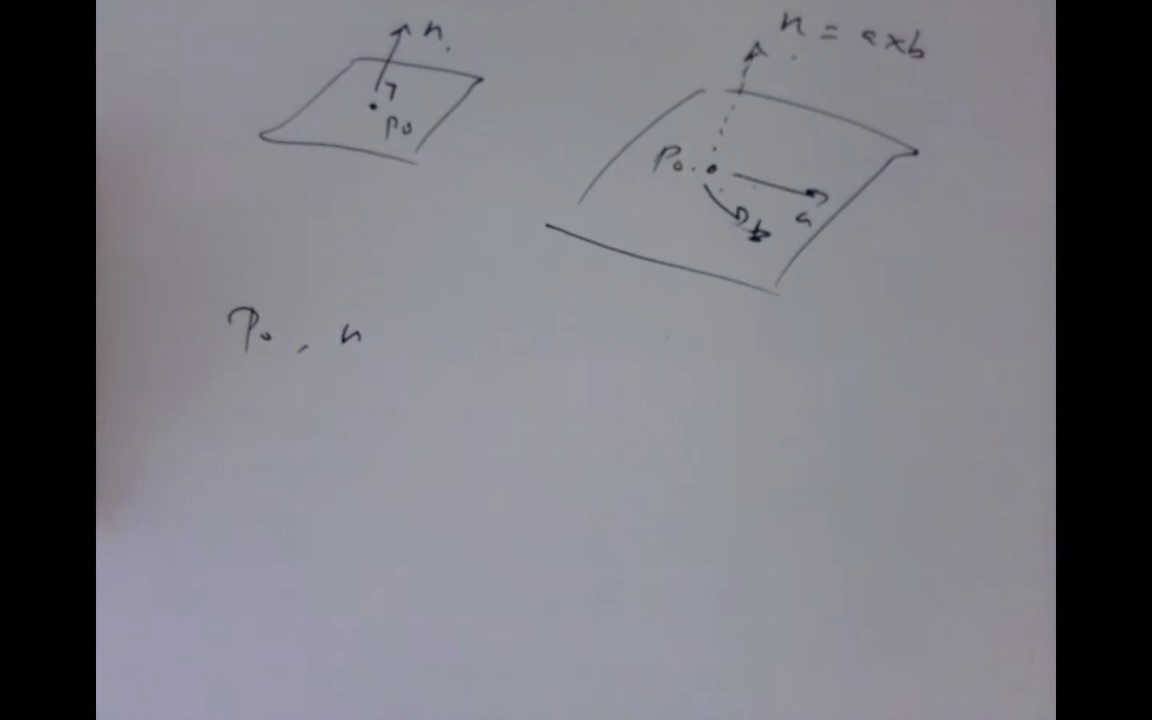 n.
P0
n = a×b
P0.
a
b
P0, n